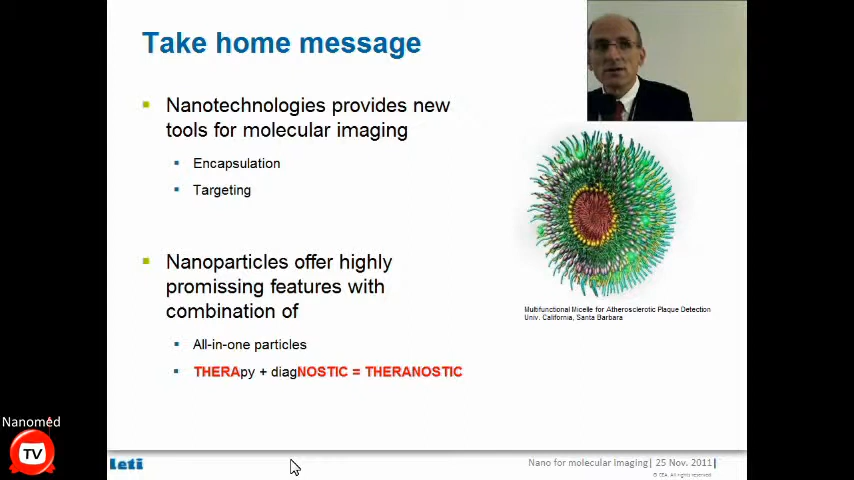 Take home message
Nanotechnologies provides new
tools for molecular imaging
Encapsulation
Targeting
Nanoparticles offer highly
promissing features with
combination of
All-in-one particles
THERApy + diagNOSTIC = THERANOSTIC
Multifunctional Micelle for Atherosclerotic Plaque Detection
Univ. California, Santa Barbara
Nanomed
TV
leti
Nano for molecular imaging| 25 Nov. 2011|
© CEA. All rights reserved